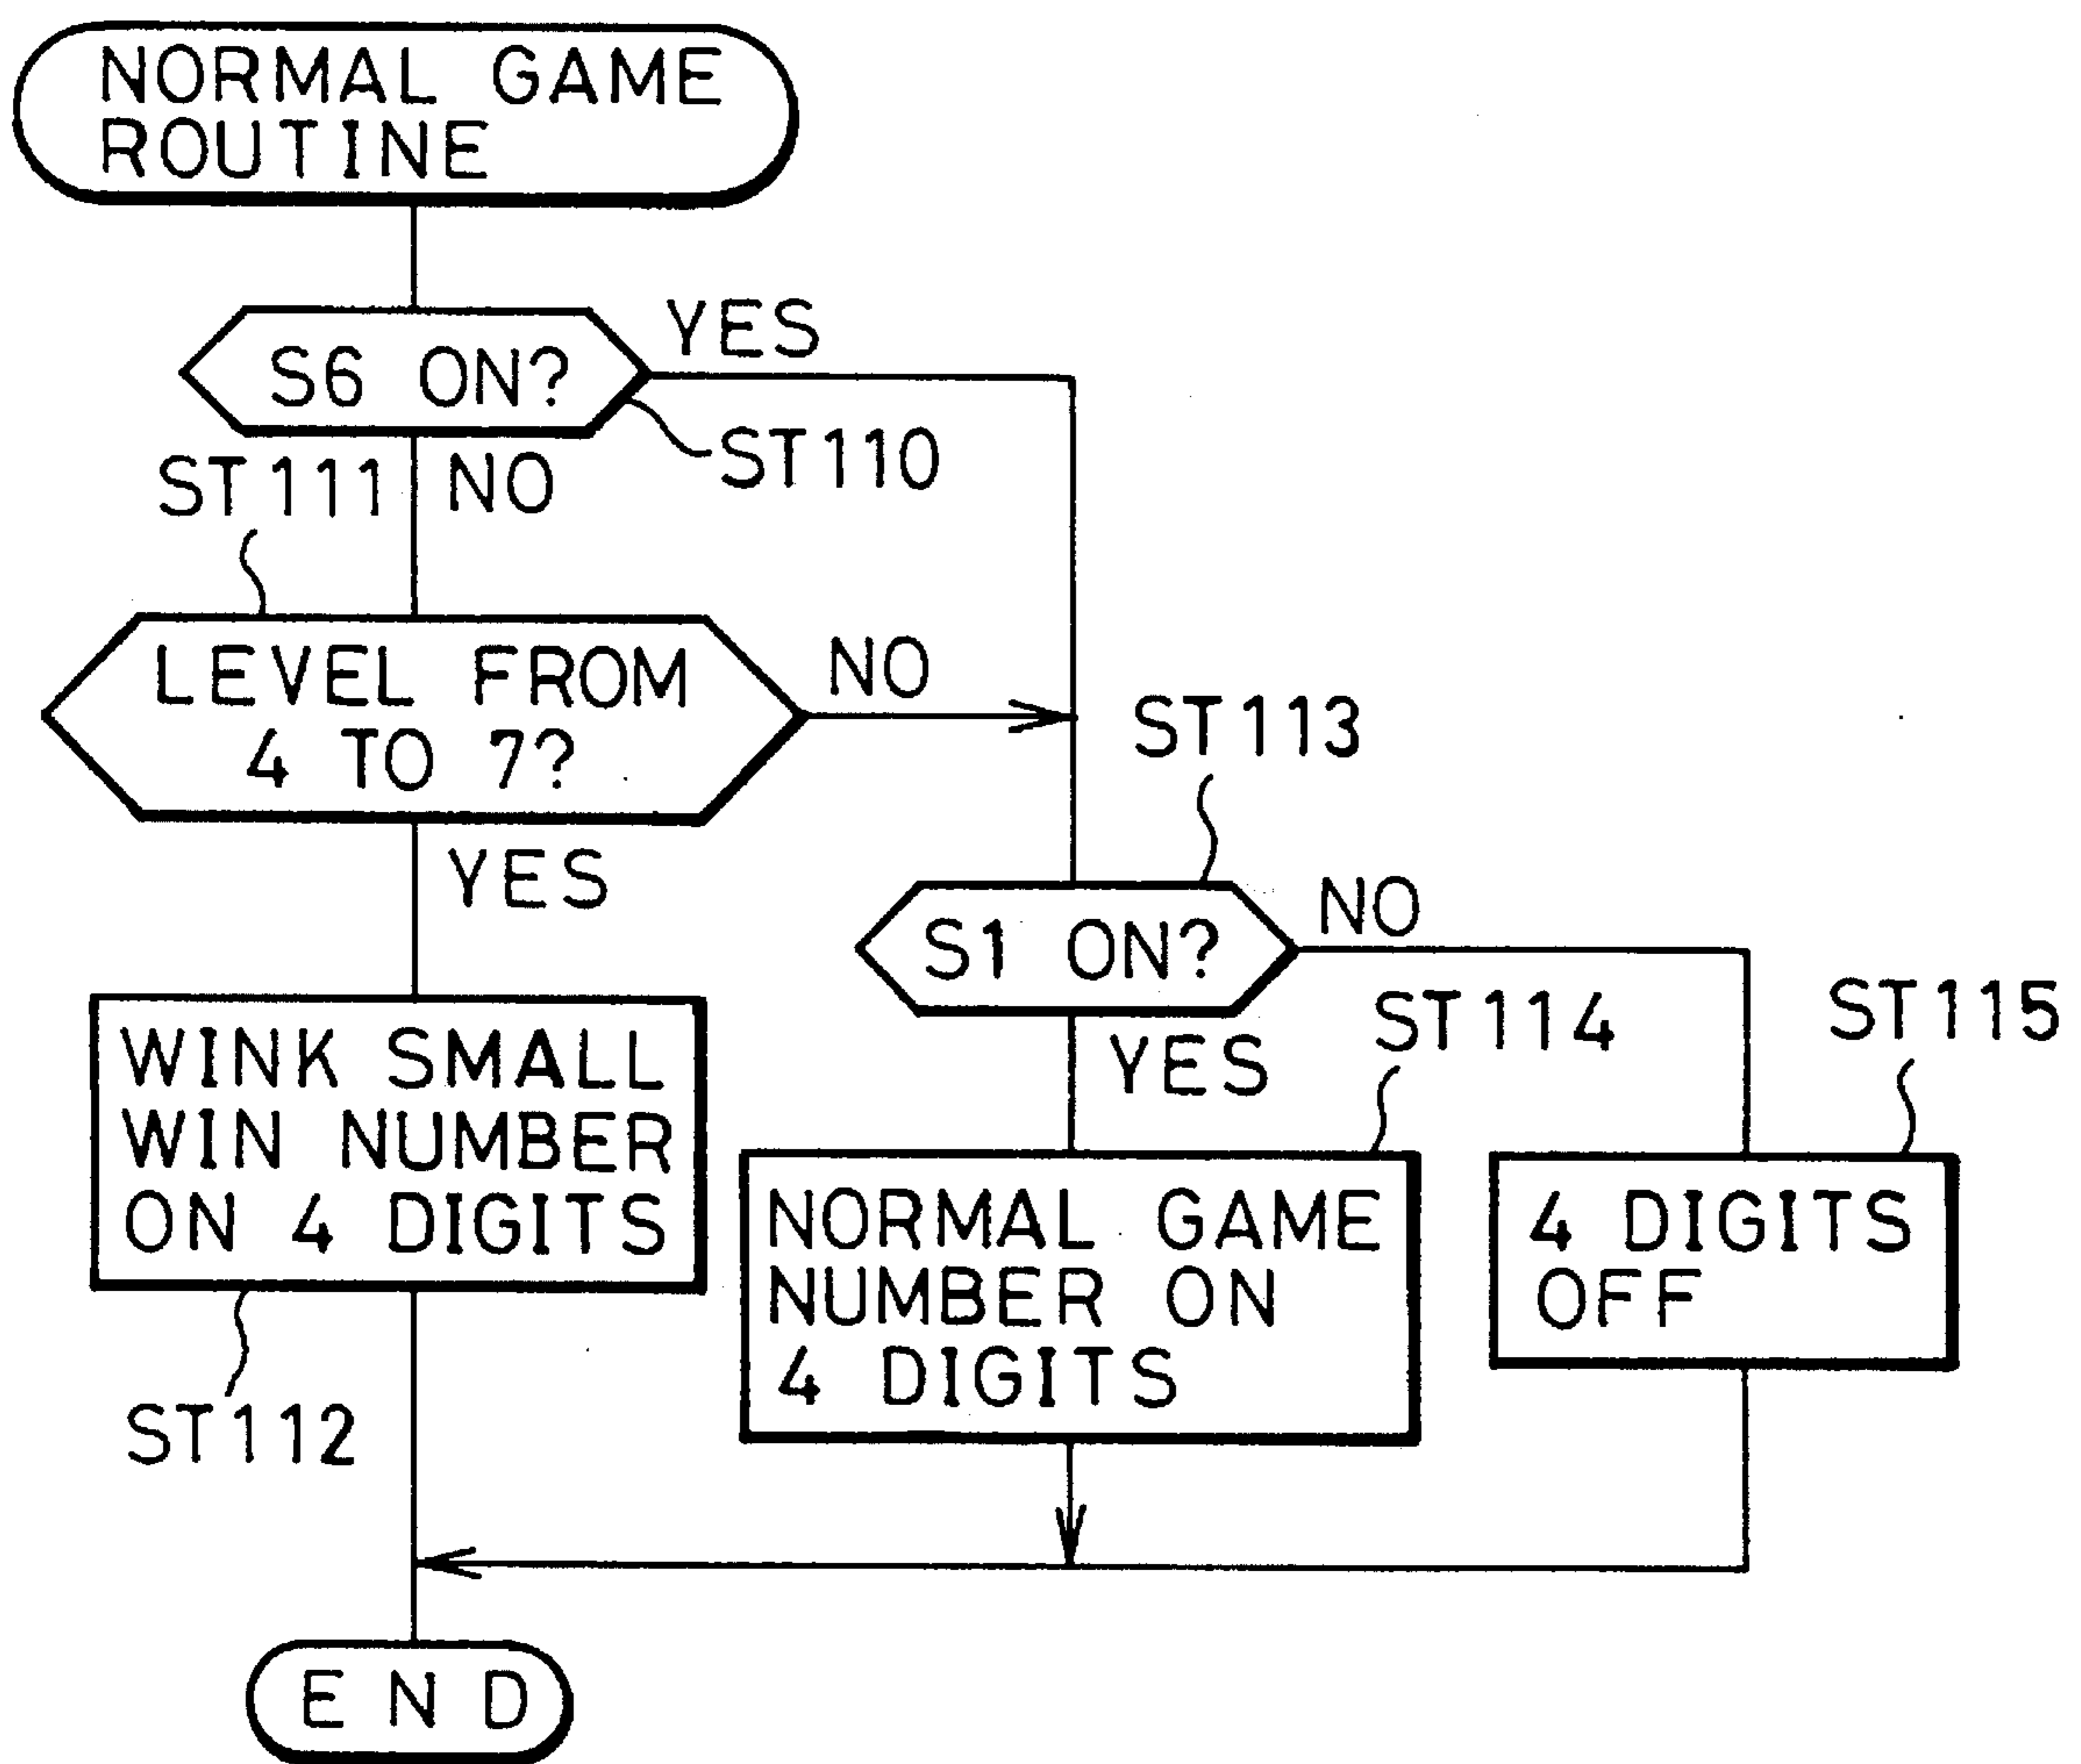 NORMAL GAME
ROUTINE
S6 ON?
YES
ST110
ST111
NO
LEVEL FROM
4 TO 7?
NO
YES
ST113
S1 ON?
NO
YES
ST114
ST115
WINK SMALL
WIN NUMBER
ON 4 DIGITS
ST112
NORMAL GAME
NUMBER ON
4 DIGITS
4 DIGITS
OFF
END